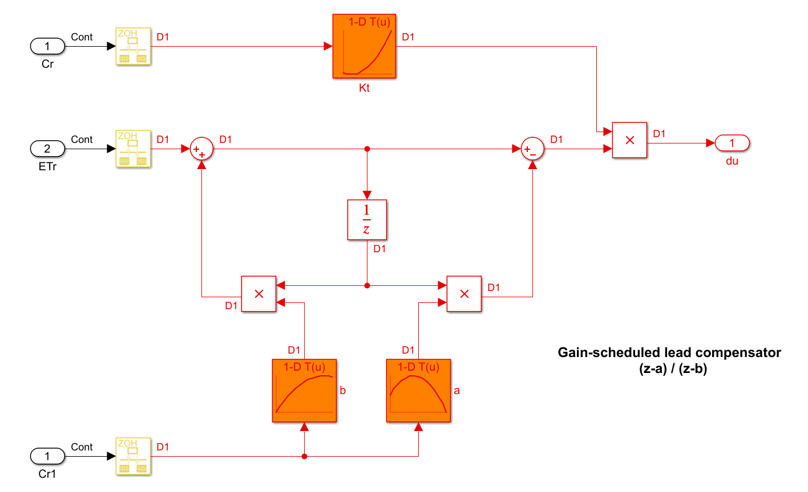 ZOH
1-D T(u)
1
Cont
D1
D1
Cr
Kt
ZOH
2
Cont
D1
+
+
D1
+
−
D1
×
D1
1
ETr
du
1
z
D1
×
D1
×
D1
D1
D1
1-D T(u)
b
1-D T(u)
a
Gain-scheduled lead compensator
(z-a) / (z-b)
ZOH
1
Cont
D1
Cr1